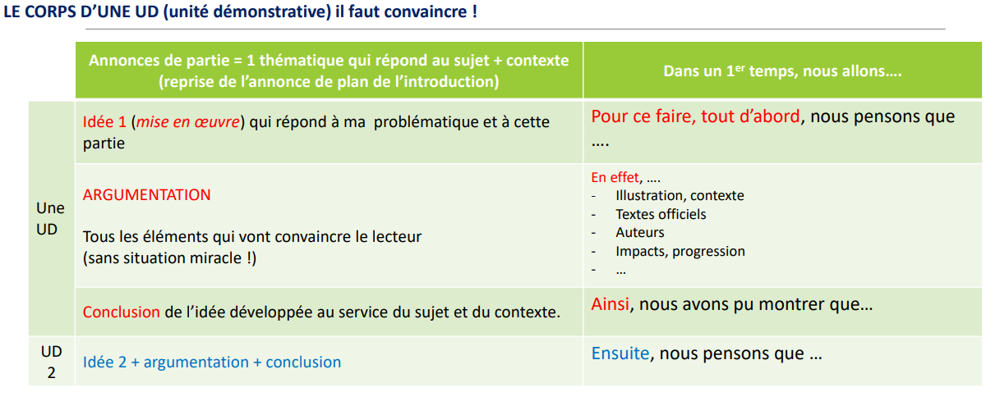 LE CORPS D’UNE UD (unité démonstrative) il faut convaincre !
Annonces de partie = 1 thématique qui répond au sujet + contexte
(reprise de l’annonce de plan de l’introduction)
Dans un 1er temps, nous allons….
Une
UD
Idée 1 (mise en œuvre) qui répond à ma problématique et à cette
partie
Pour ce faire, tout d’abord, nous pensons que
….
ARGUMENTATION
Tous les éléments qui vont convaincre le lecteur
(sans situation miracle !)
En effet, ….
- Illustration, contexte
- Textes officiels
- Auteurs
- Impacts, progression
- …
Conclusion de l’idée développée au service du sujet et du contexte.
Ainsi, nous avons pu montrer que…
UD
2
Idée 2 + argumentation + conclusion
Ensuite, nous pensons que …